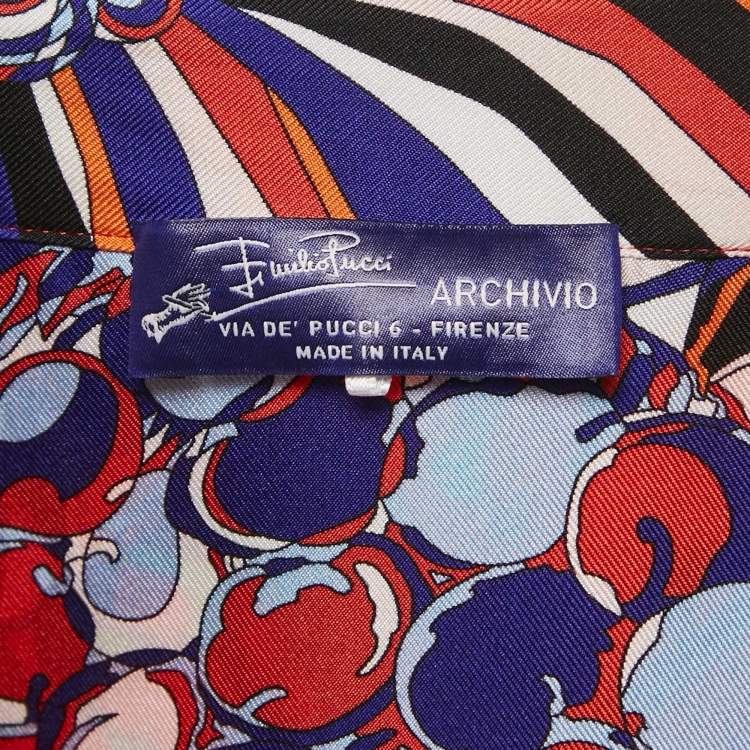 Emilio Pucci ARCHIVIO
VIA DE' PUCCI 6 - FIRENZE
MADE IN ITALY